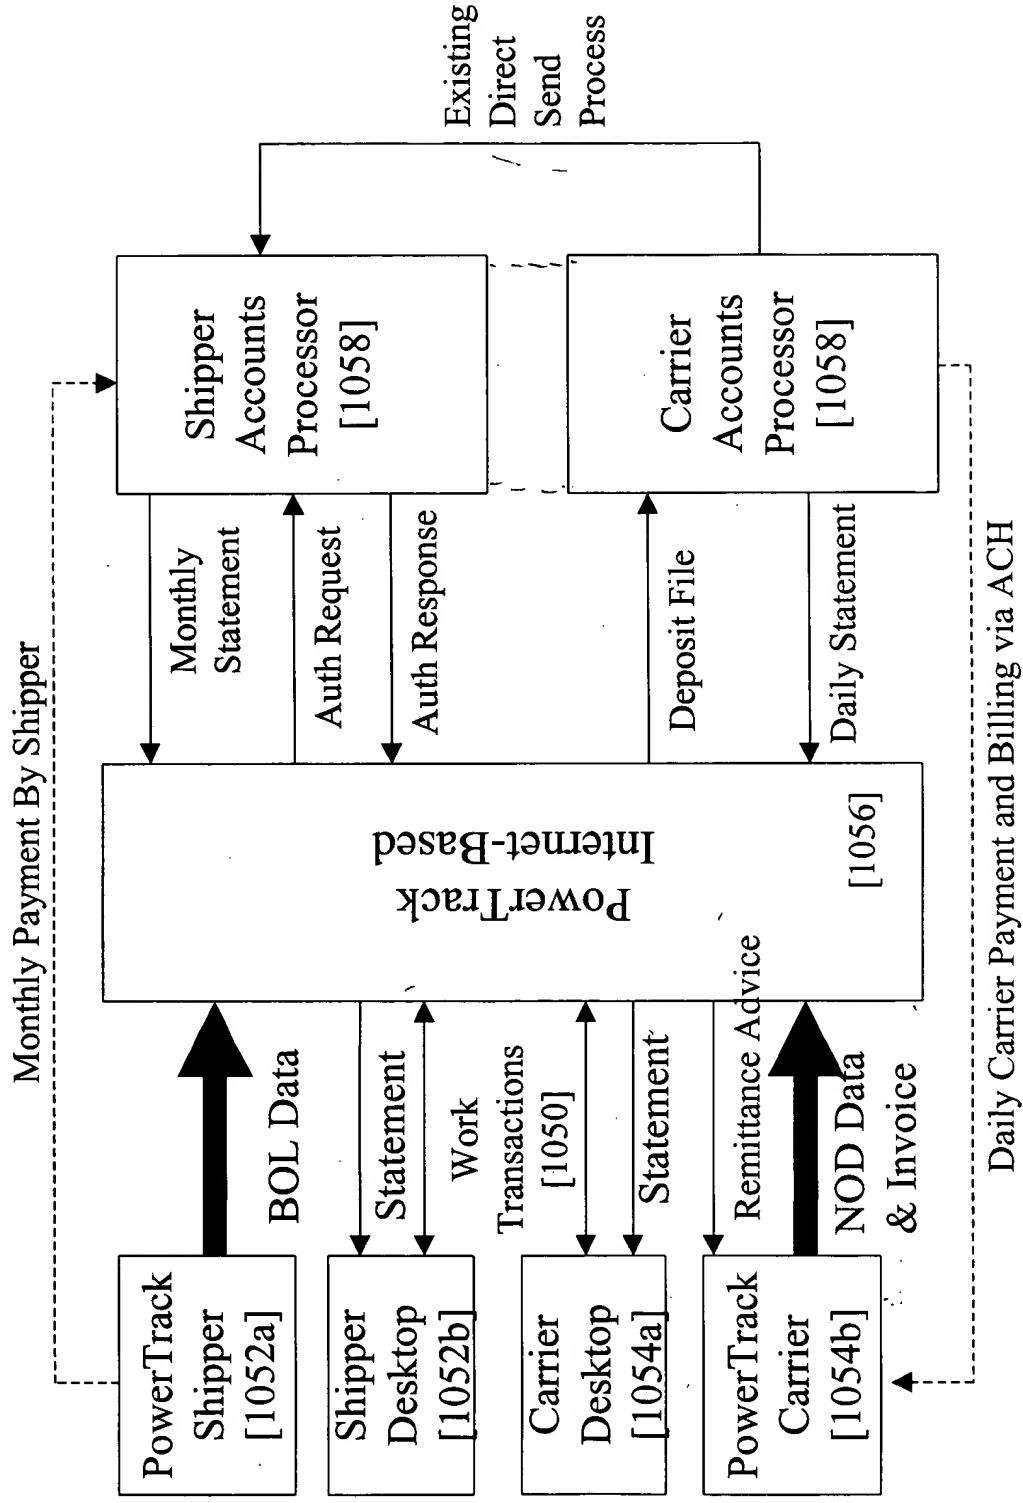 Monthly Payment By Shipper
PowerTrack
Shipper
[1052a]
BOL Data
PowerTrack
Internet-Based
[1056]
Monthly
Statement
Auth Request
Auth Response
Shipper
Accounts
Processor
[1058]
Shipper
Desktop
[1052b]
Statement
Work
Transactions
[1050]
Existing
Direct
Send
Process
Carrier
Desktop
[1054a]
Statement
Remittance Advice
Deposit File
Daily Statement
Carrier
Accounts
Processor
[1058]
PowerTrack
Carrier
[1054b]
NOD Data
& Invoice
Daily Carrier Payment and Billing via ACH